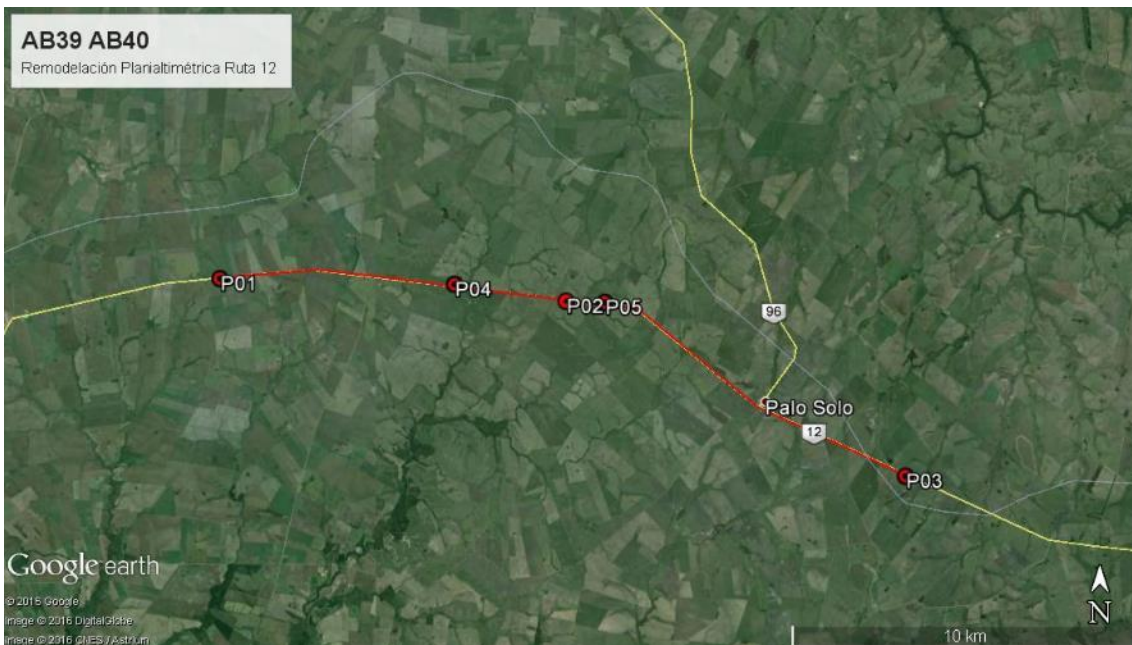 AB39 AB40
Remodelación Planialtimétrica Ruta 12
P01
P04
P02
P05
96
Palo Solo
12
P03
Google earth
© 2016 Google
Image © 2016 DigitalGlobe
Image © 2016 CNES / Astrium
N
10 km